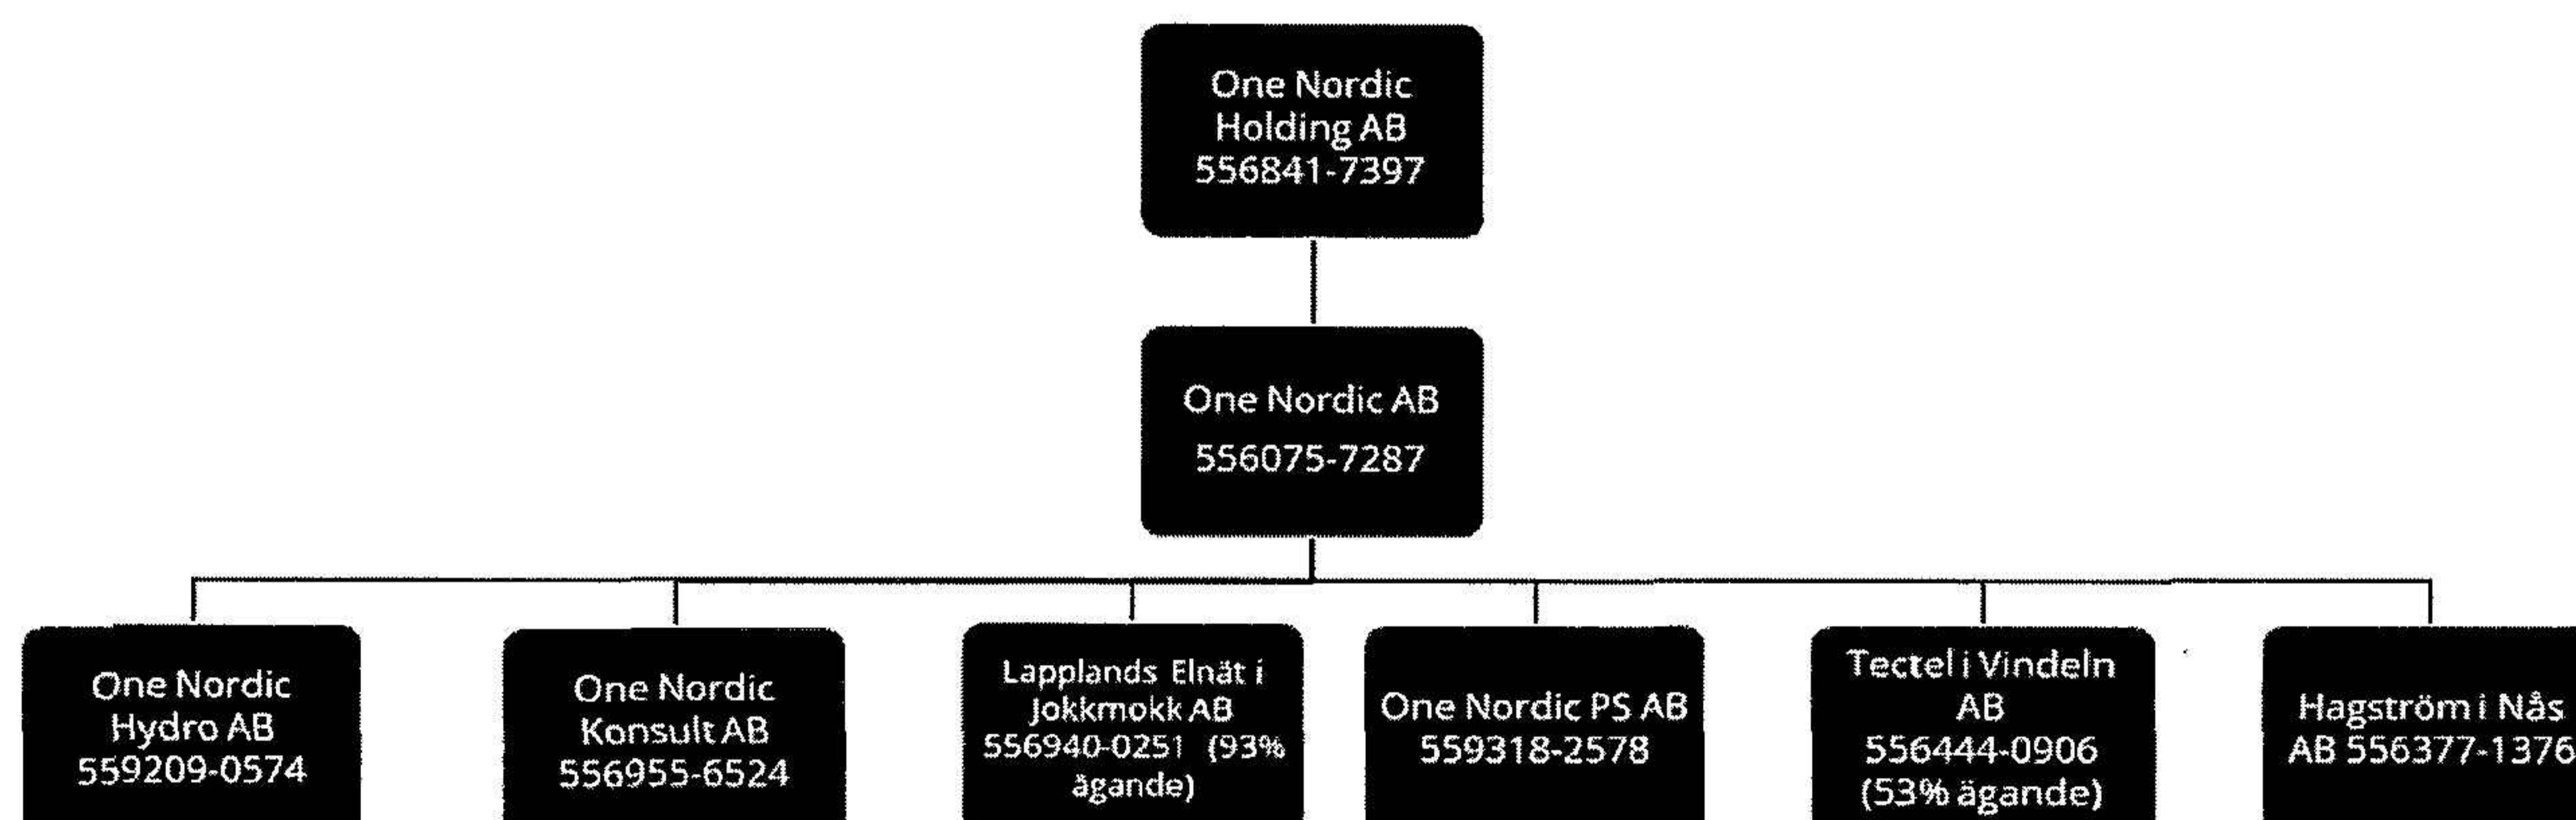 One Nordic
Holding AB
556841-7397
One Nordic AB
556075-7287
One Nordic
Hydro AB
559209-0574
One Nordic
Konsult AB
556955-6524
Lapplands Elnät i
Jokkmokk AB
556940-0251 (93%
ägande)
One Nordic PS AB
559318-2578
Tectel i Vindeln
AB
556444-0906
(53% ägande)
Hagström i Nås
AB 556377-1376